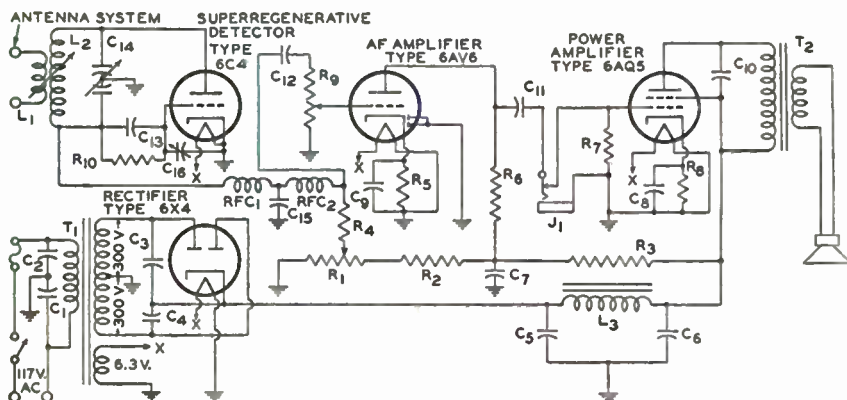 ANTENNA SYSTEM
SUPERREGENERATIVE
DETECTOR
TYPE
6C4
AF AMPLIFIER
TYPE 6AV6
POWER
AMPLIFIER
TYPE 6AQ5
T2
L2
C14
L1
C13
R10
C16
X
C12
R9
C9
R5
X
C11
R6
R7
J1
C8
R8
X
C10
RFC1
RFC2
C15
R4
R1
R2
C7
R3
RECTIFIER
TYPE 6X4
T1
C2
C1
300 V.
300 V.
C3
C4
X
X
6.3 V.
117V.
AC
C5
L3
C6